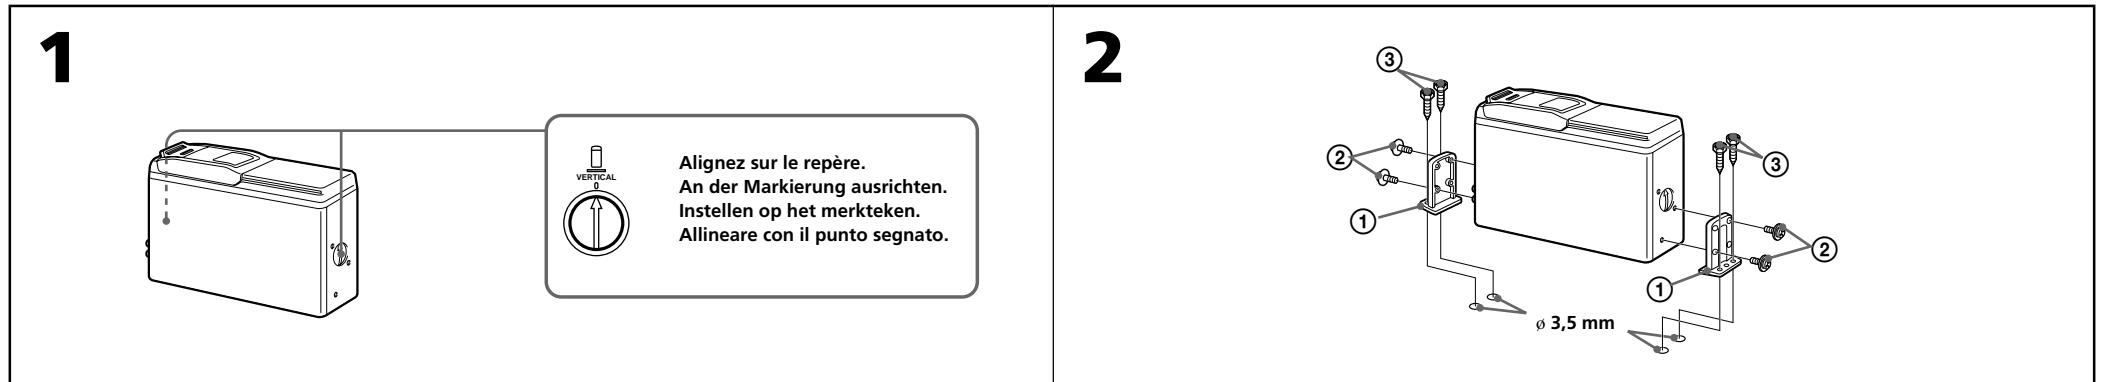 1
VERTICAL
0
Alignez sur le repère.
An der Markierung ausrichten.
Instellen op het merkteken.
Allineare con il punto segnato.
2
③
②
①
③
②
①
ø 3,5 mm